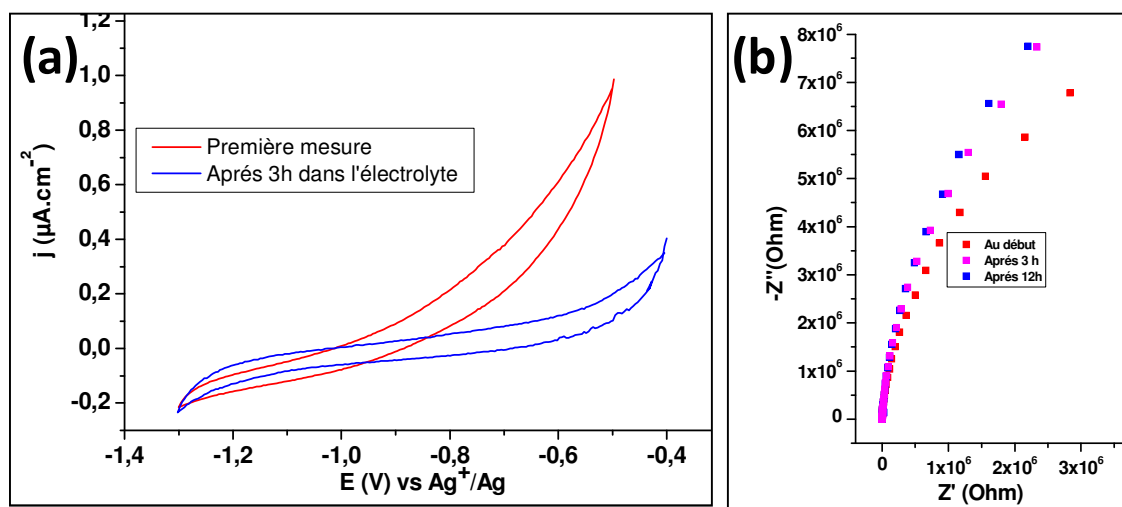 (a)
1,2
1,0
0,8
0,6
0,4
0,2
0,0
-0,2
j (µA.cm⁻²)
Première mesure
Aprés 3h dans l'électrolyte
-1,4
-1,2
-1,0
-0,8
-0,6
-0,4
E (V) vs Ag⁺/Ag
(b)
8x10⁶
7x10⁶
6x10⁶
5x10⁶
4x10⁶
3x10⁶
2x10⁶
1x10⁶
0
-Z''(Ohm)
Au début
Aprés 3 h
Aprés 12h
0
1x10⁶
2x10⁶
3x10⁶
Z' (Ohm)